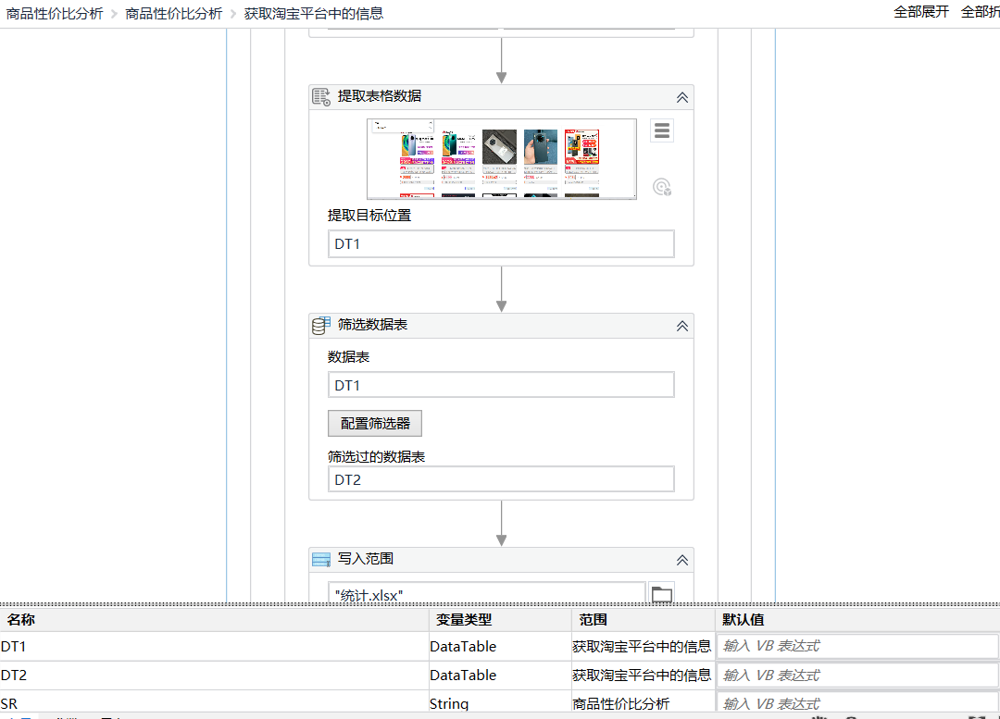 商品性价比分析 > 商品性价比分析 > 获取淘宝平台中的信息 全部展开 全部折
提取表格数据
提取目标位置
DT1
筛选数据表
数据表
DT1
配置筛选器
筛选过的数据表
DT2
写入范围
"统计.xlsx"
名称 变量类型 范围 默认值
DT1 DataTable 获取淘宝平台中的信息 输入 VB 表达式
DT2 DataTable 获取淘宝平台中的信息 输入 VB 表达式
SR String 商品性价比分析 输入 VB 表达式